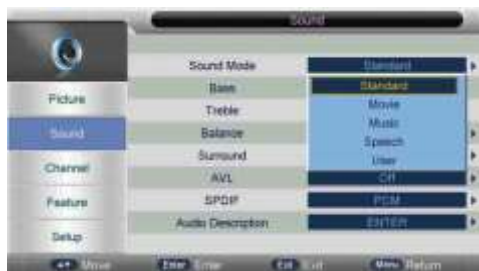 Sound
Sound Mode Standard
Bass Standard
Treble Movie
Music
Balance Speech
Surround User
AVL Off
SPDIF PCM
Audio Description ENTER
Picture
Sound
Channel
Feature
Setup
Move Enter Enter Exit Exit Menu Return